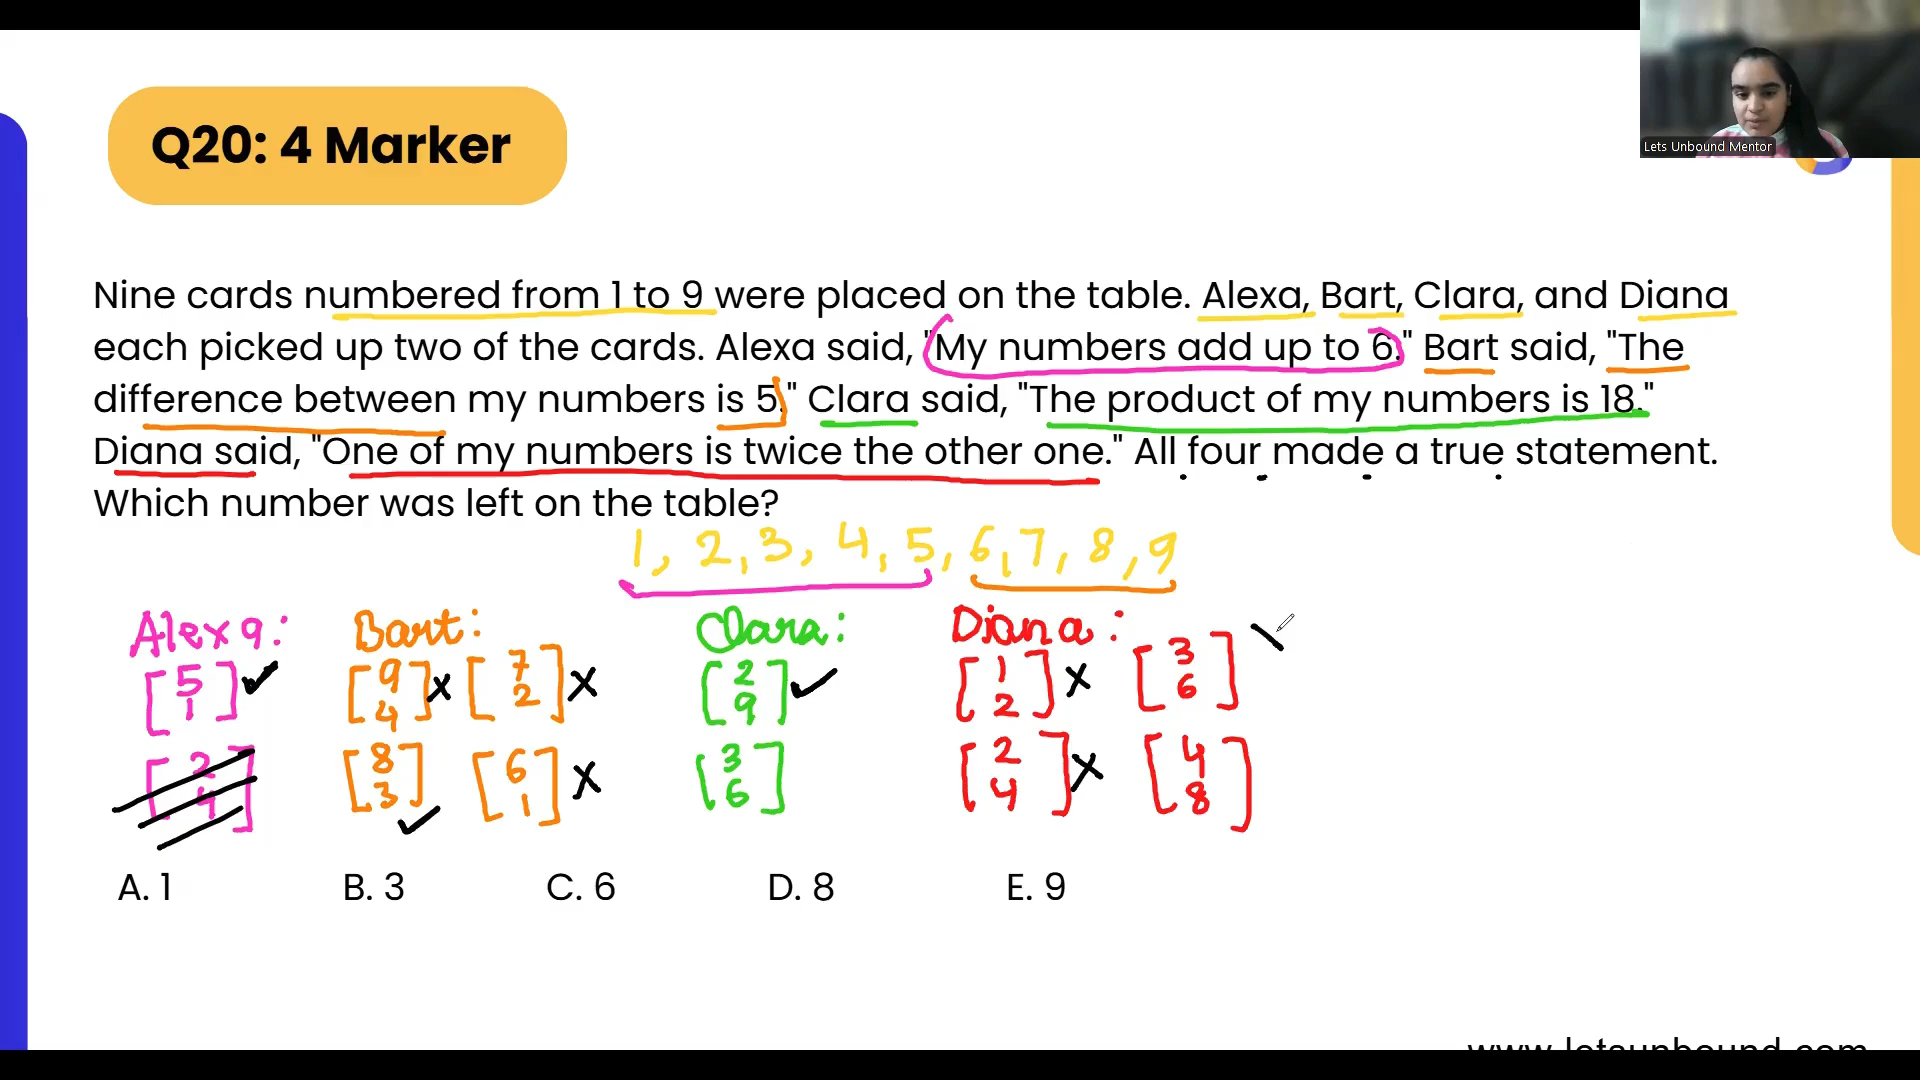 Lets Unbound Mentor
Q20: 4 Marker
Nine cards numbered from 1 to 9 were placed on the table. Alexa, Bart, Clara, and Diana
each picked up two of the cards. Alexa said, "My numbers add up to 6." Bart said, "The
difference between my numbers is 5." Clara said, "The product of my numbers is 18."
Diana said, "One of my numbers is twice the other one." All four made a true statement.
Which number was left on the table?
1, 2, 3, 4, 5, 6, 7, 8, 9
Alexa: Bart: Clara: Diana:
[5 1] [9 4] [7 2] [2 9] [1 2] [3 6]
[2 4] [8 3] [6 1] [3 6] [2 4] [4 8]
A. 1 B. 3 C. 6 D. 8 E. 9
www.letsunbound.com